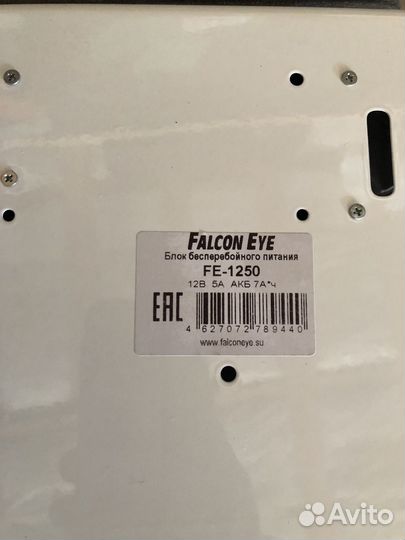 FALCON EYE
Блок бесперебойного питания
FE-1250
12В 5А АКБ 7А*ч
EAC
4 627072 789440
www.falconeye.su
Avito